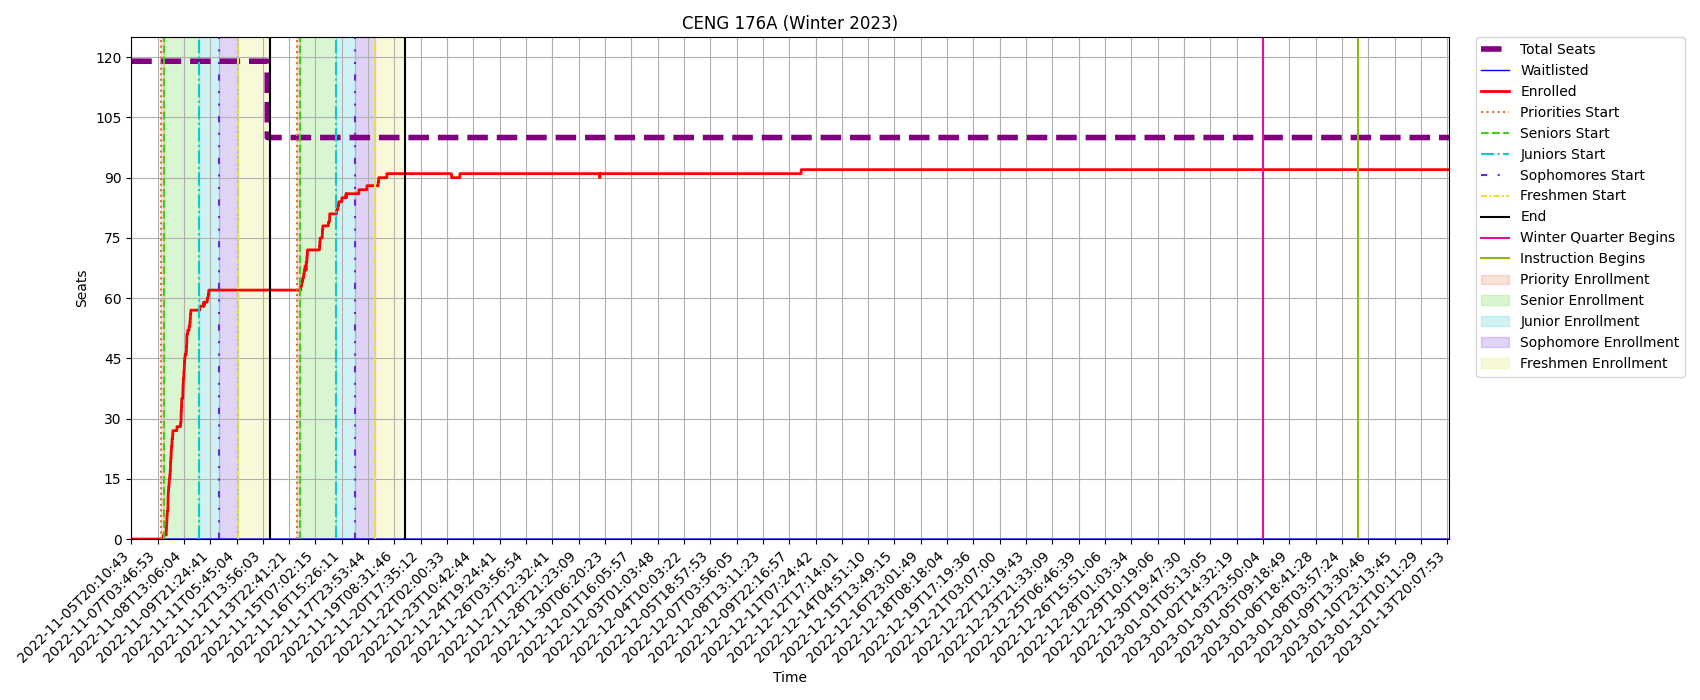 CENG 176A (Winter 2023)
120
105
90
75
60
45
30
15
0
Seats
2022-11-05T20:10:43
2022-11-07T03:46:53
2022-11-08T13:06:04
2022-11-09T21:24:41
2022-11-11T05:45:04
2022-11-12T13:56:03
2022-11-13T22:41:21
2022-11-15T07:02:15
2022-11-16T15:26:11
2022-11-17T23:53:44
2022-11-19T08:31:46
2022-11-20T17:35:12
2022-11-22T02:00:33
2022-11-23T10:42:44
2022-11-24T19:24:41
2022-11-26T03:56:54
2022-11-27T12:32:41
2022-11-28T21:23:09
2022-11-30T06:20:23
2022-12-01T16:05:57
2022-12-03T01:03:48
2022-12-04T10:03:22
2022-12-05T18:57:53
2022-12-07T03:56:05
2022-12-08T13:11:23
2022-12-09T22:16:57
2022-12-11T07:24:42
2022-12-12T17:14:01
2022-12-14T04:51:10
2022-12-15T13:49:15
2022-12-16T23:01:49
2022-12-18T08:18:04
2022-12-19T17:19:36
2022-12-21T03:07:00
2022-12-22T12:19:43
2022-12-23T21:33:09
2022-12-25T06:46:39
2022-12-26T15:51:06
2022-12-28T01:03:34
2022-12-29T10:19:06
2022-12-30T19:47:30
2023-01-01T05:13:05
2023-01-02T14:32:19
2023-01-03T23:50:04
2023-01-05T09:18:49
2023-01-06T18:41:28
2023-01-08T03:57:24
2023-01-09T13:30:46
2023-01-10T23:13:45
2023-01-12T10:11:29
2023-01-13T20:07:53
Time
Total Seats
Waitlisted
Enrolled
Priorities Start
Seniors Start
Juniors Start
Sophomores Start
Freshmen Start
End
Winter Quarter Begins
Instruction Begins
Priority Enrollment
Senior Enrollment
Junior Enrollment
Sophomore Enrollment
Freshmen Enrollment